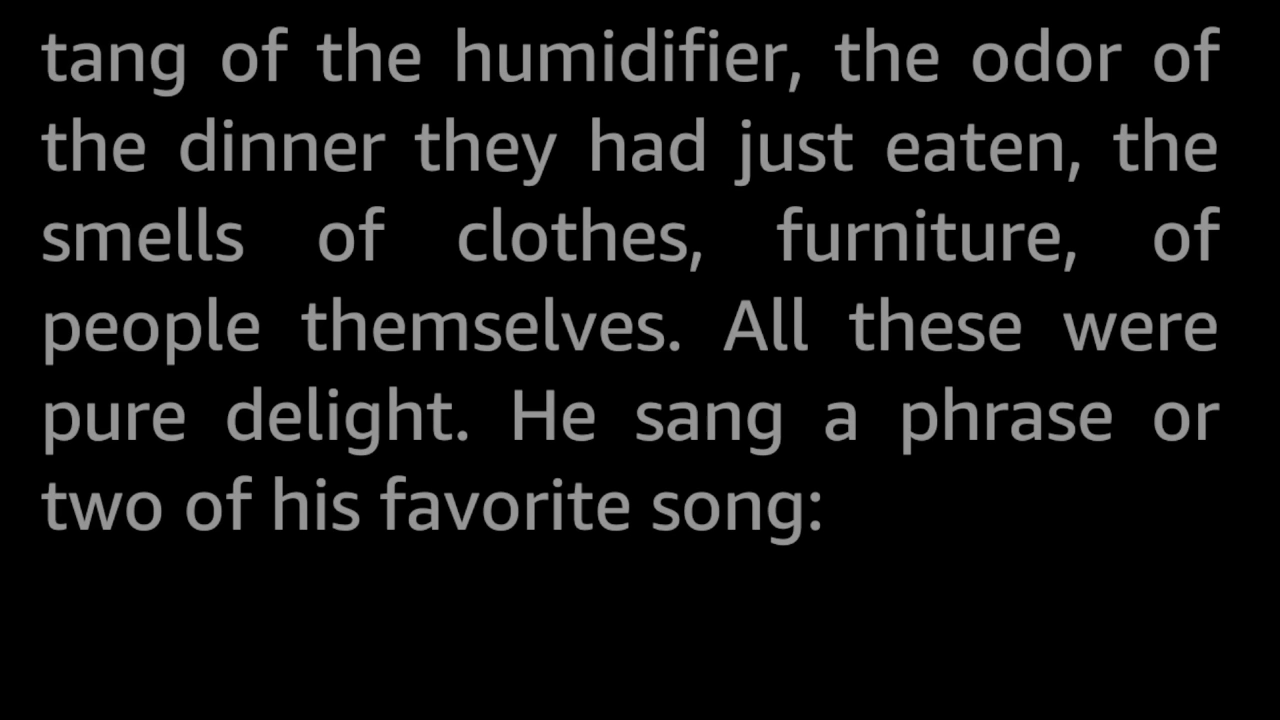 tang of the humidifier, the odor of
the dinner they had just eaten, the
smells of clothes, furniture, of
people themselves. All these were
pure delight. He sang a phrase or
two of his favorite song: